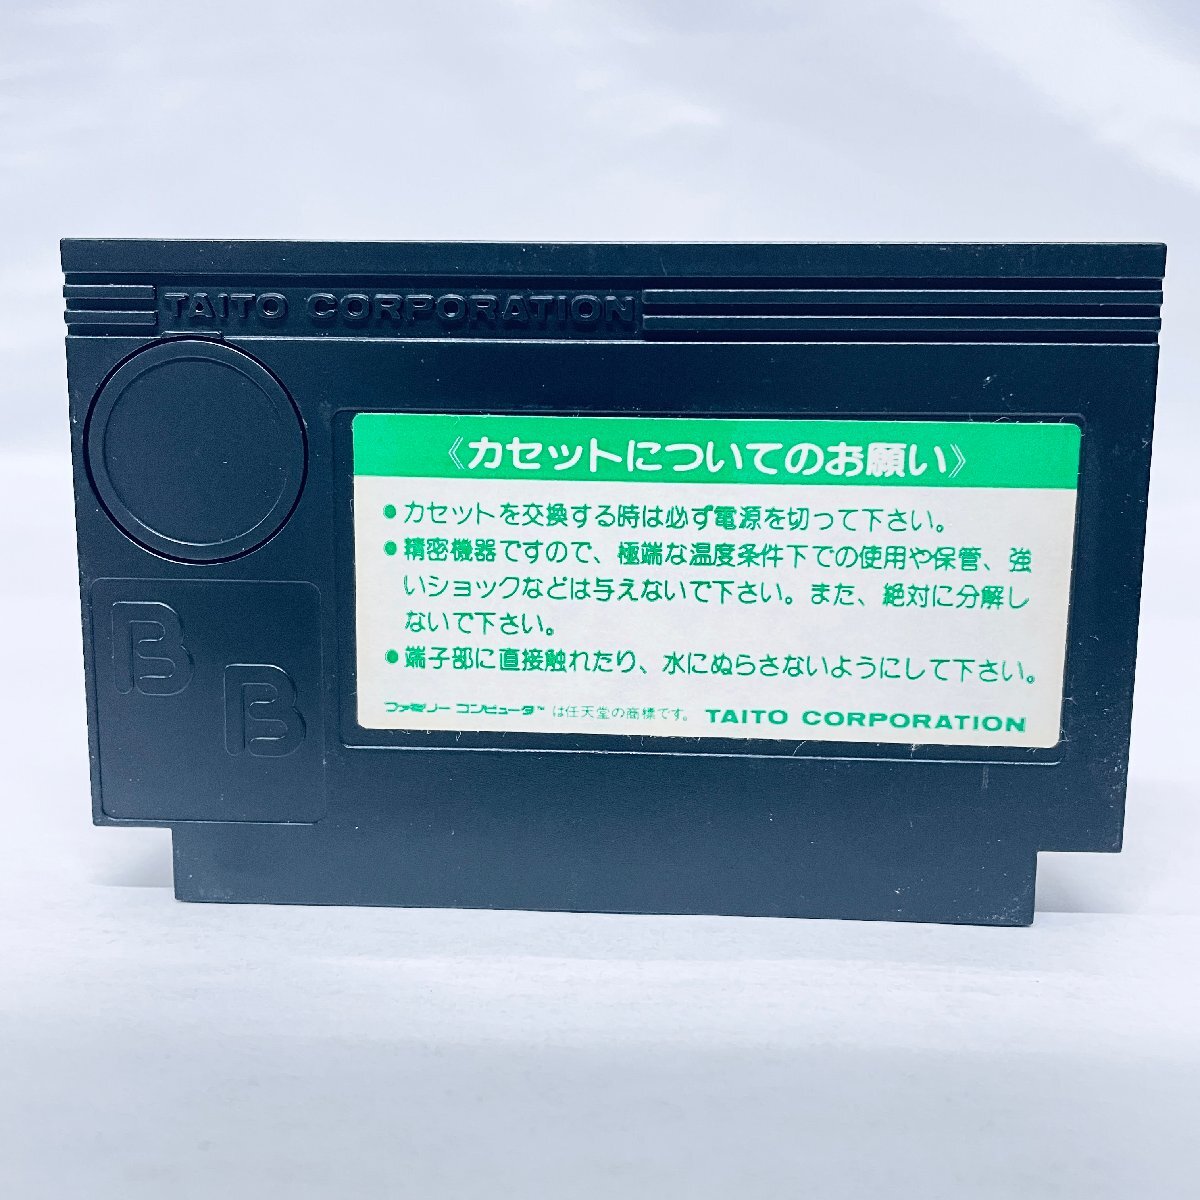 TAITO CORPORATION
《カセットについてのお願い》
●カセットを交換する時は必ず電源を切って下さい。
●精密機器ですので、極端な温度条件下での使用や保管、強
いショックなどは与えないで下さい。また、絶対に分解し
ないで下さい。
●端子部に直接触れたり、水にぬらさないようにして下さい。
ファミリー コンピュータ™ は任天堂の商標です。 TAITO CORPORATION
B
B